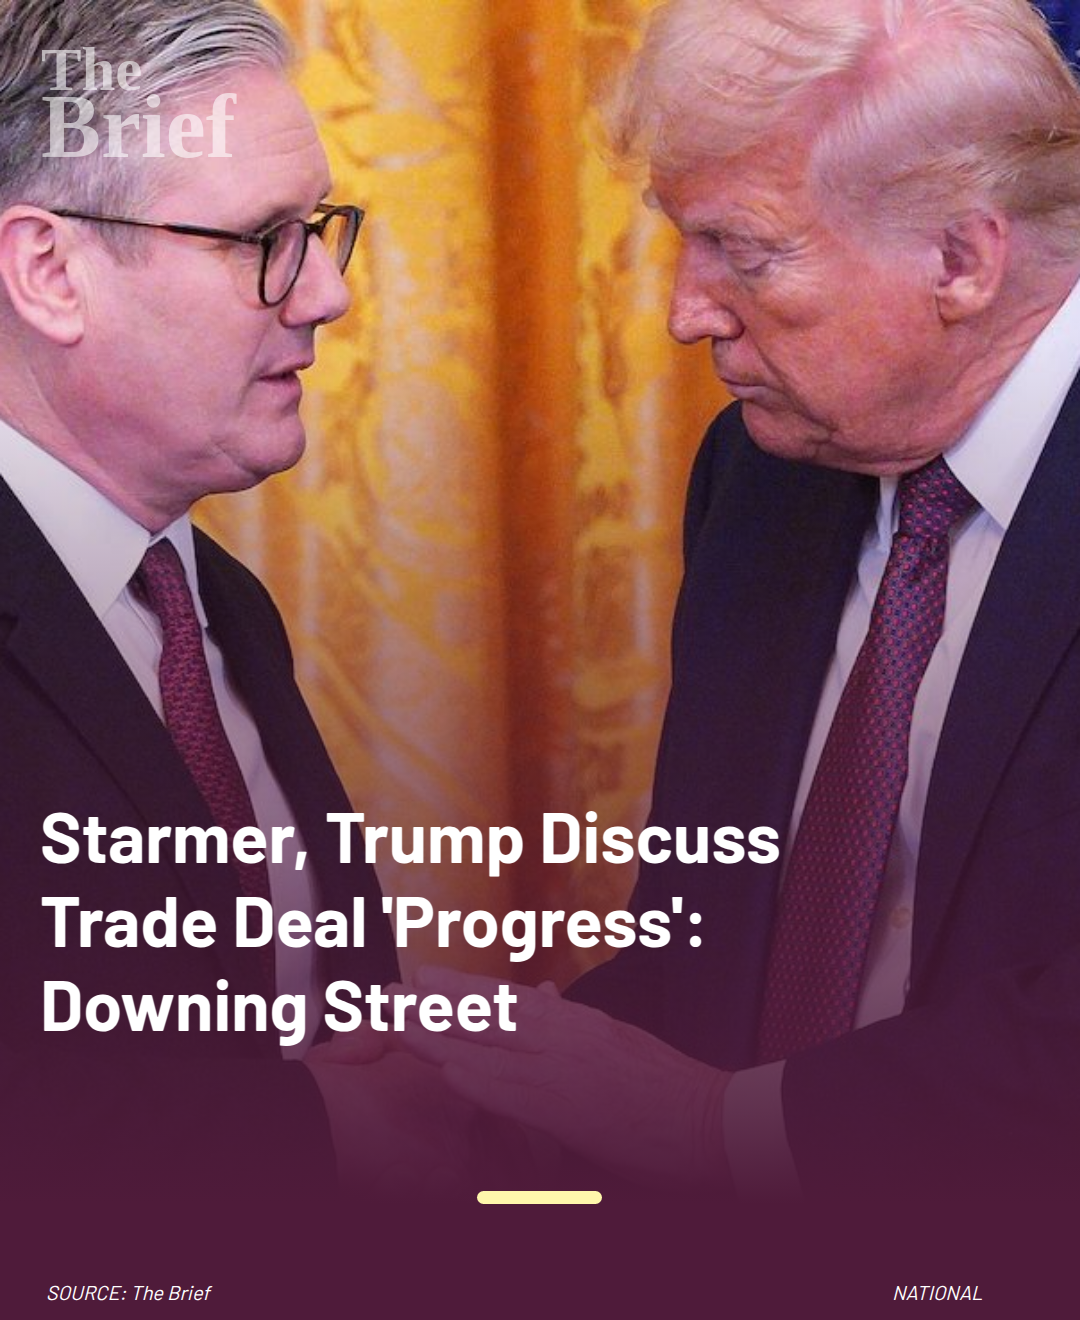 The
Brief
Starmer, Trump Discuss
Trade Deal 'Progress':
Downing Street
SOURCE: The Brief
NATIONAL